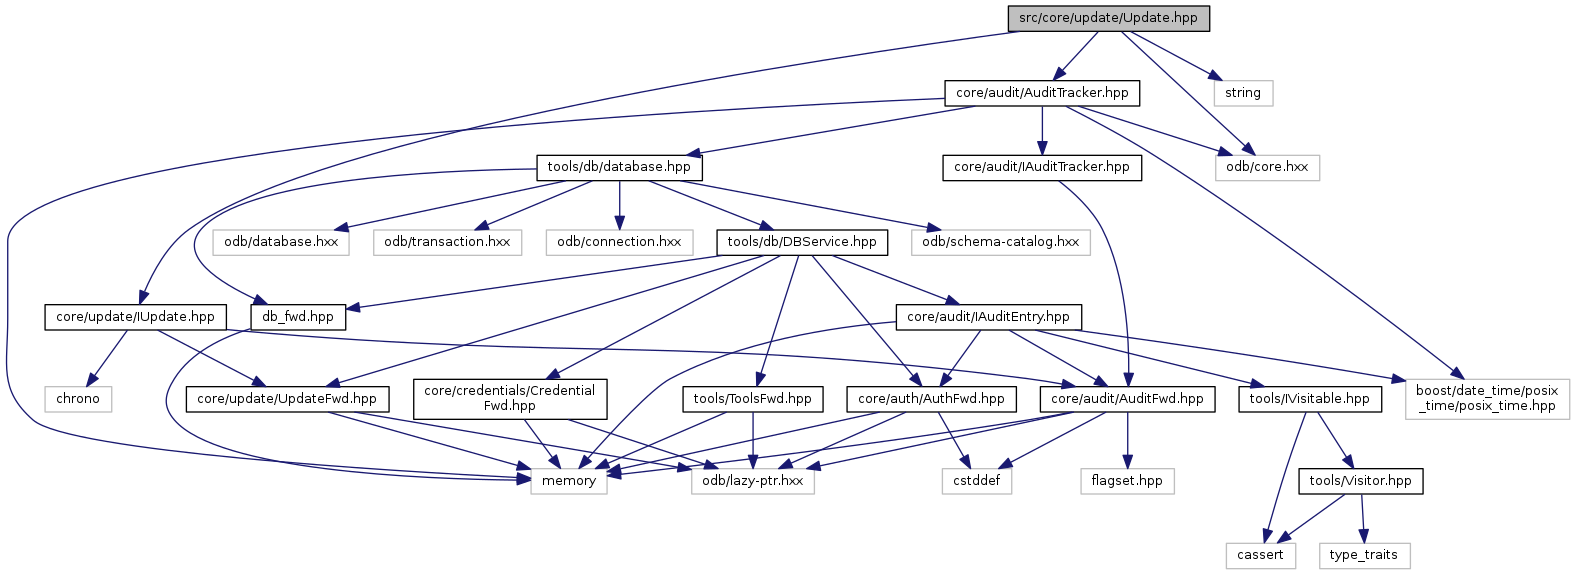 src/core/update/Update.hpp
core/audit/AuditTracker.hpp
string
tools/db/database.hpp
core/audit/IAuditTracker.hpp
odb/core.hxx
odb/database.hxx
odb/transaction.hxx
odb/connection.hxx
tools/db/DBService.hpp
odb/schema-catalog.hxx
core/update/IUpdate.hpp
db_fwd.hpp
core/audit/IAuditEntry.hpp
chrono
core/update/UpdateFwd.hpp
core/credentials/Credential
Fwd.hpp
tools/ToolsFwd.hpp
core/auth/AuthFwd.hpp
core/audit/AuditFwd.hpp
tools/IVisitable.hpp
boost/date_time/posix
_time/posix_time.hpp
memory
odb/lazy-ptr.hxx
cstddef
flagset.hpp
tools/Visitor.hpp
cassert
type_traits